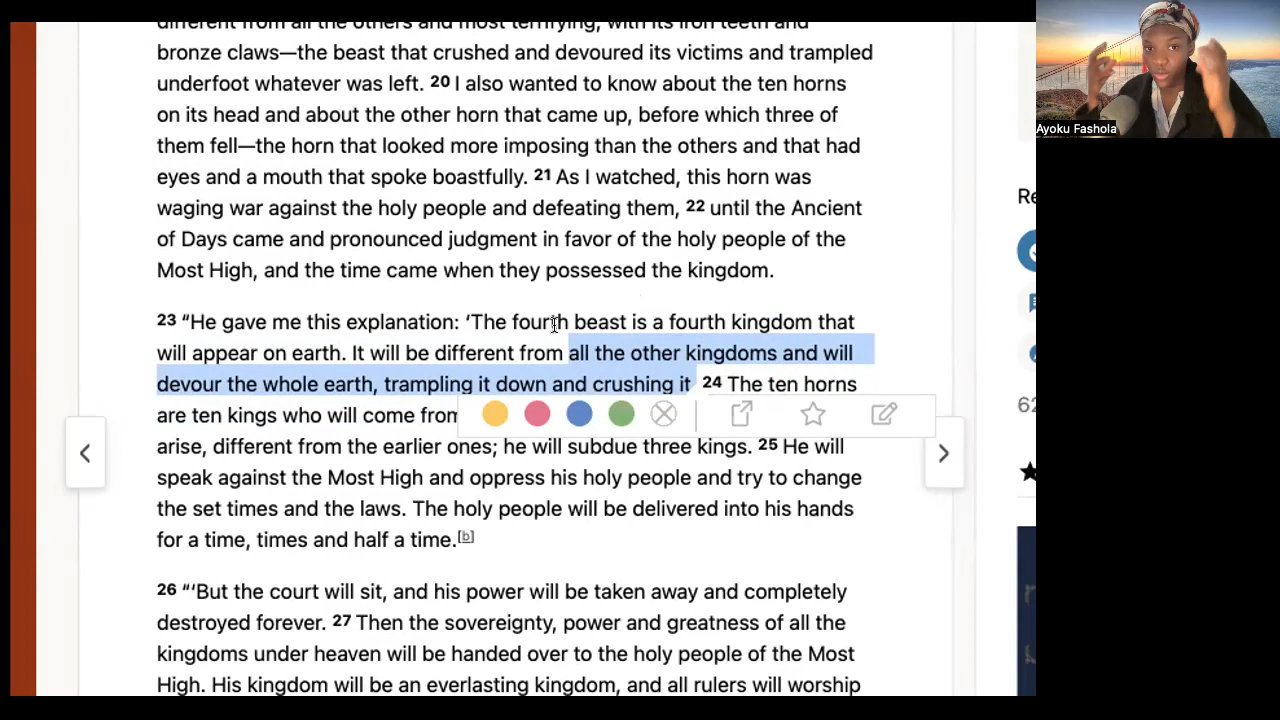 different from all the others and most terrifying, with its iron teeth and
bronze claws—the beast that crushed and devoured its victims and trampled
underfoot whatever was left. 20 I also wanted to know about the ten horns
on its head and about the other horn that came up, before which three of
them fell—the horn that looked more imposing than the others and that had
eyes and a mouth that spoke boastfully. 21 As I watched, this horn was
waging war against the holy people and defeating them, 22 until the Ancient
of Days came and pronounced judgment in favor of the holy people of the
Most High, and the time came when they possessed the kingdom.
23 “He gave me this explanation: ‘The fourth beast is a fourth kingdom that
will appear on earth. It will be different from all the other kingdoms and will
devour the whole earth, trampling it down and crushing it 24 The ten horns
are ten kings who will come from
arise, different from the earlier ones; he will subdue three kings. 25 He will
speak against the Most High and oppress his holy people and try to change
the set times and the laws. The holy people will be delivered into his hands
for a time, times and half a time.[b]
26 “‘But the court will sit, and his power will be taken away and completely
destroyed forever. 27 Then the sovereignty, power and greatness of all the
kingdoms under heaven will be handed over to the holy people of the Most
High. His kingdom will be an everlasting kingdom, and all rulers will worship
Ayoku Fashola
Re
62